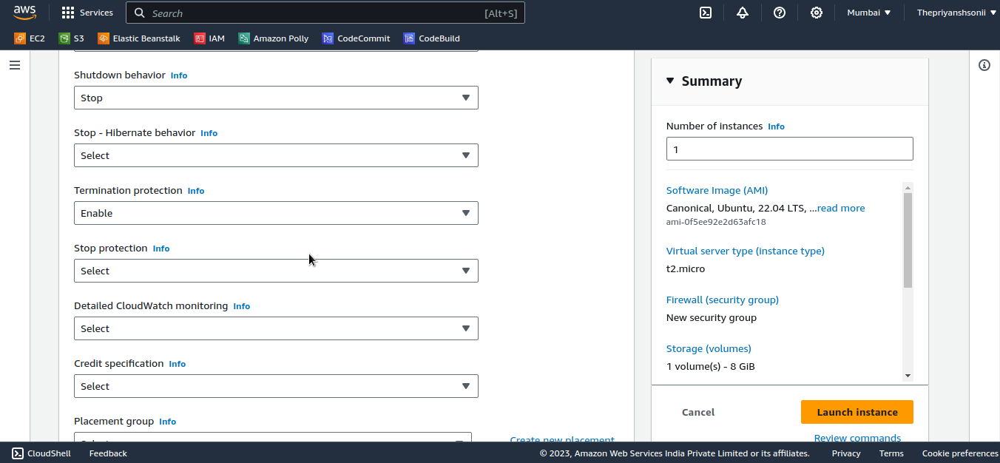 aws
Services
Search
[Alt+S]
Mumbai
Thepriyanshsonii
EC2
S3
Elastic Beanstalk
IAM
Amazon Polly
CodeCommit
CodeBuild
Shutdown behavior Info
Stop
Stop - Hibernate behavior Info
Select
Termination protection Info
Enable
Stop protection Info
Select
Detailed CloudWatch monitoring Info
Select
Credit specification Info
Select
Placement group Info
Select
Create new placement
Summary
Number of instances Info
1
Software Image (AMI)
Canonical, Ubuntu, 22.04 LTS, ...read more
ami-0f5ee92e2d63afc18
Virtual server type (instance type)
t2.micro
Firewall (security group)
New security group
Storage (volumes)
1 volume(s) - 8 GiB
Cancel
Launch instance
Review commands
CloudShell
Feedback
© 2023, Amazon Web Services India Private Limited or its affiliates.
Privacy
Terms
Cookie preferences